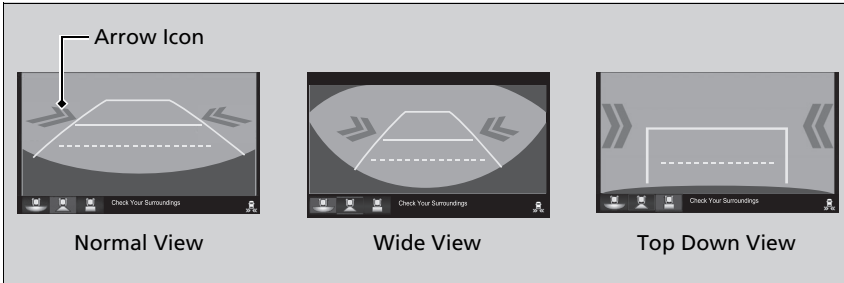 Arrow Icon
Check Your Surroundings
Check Your Surroundings
Check Your Surroundings
Normal View
Wide View
Top Down View